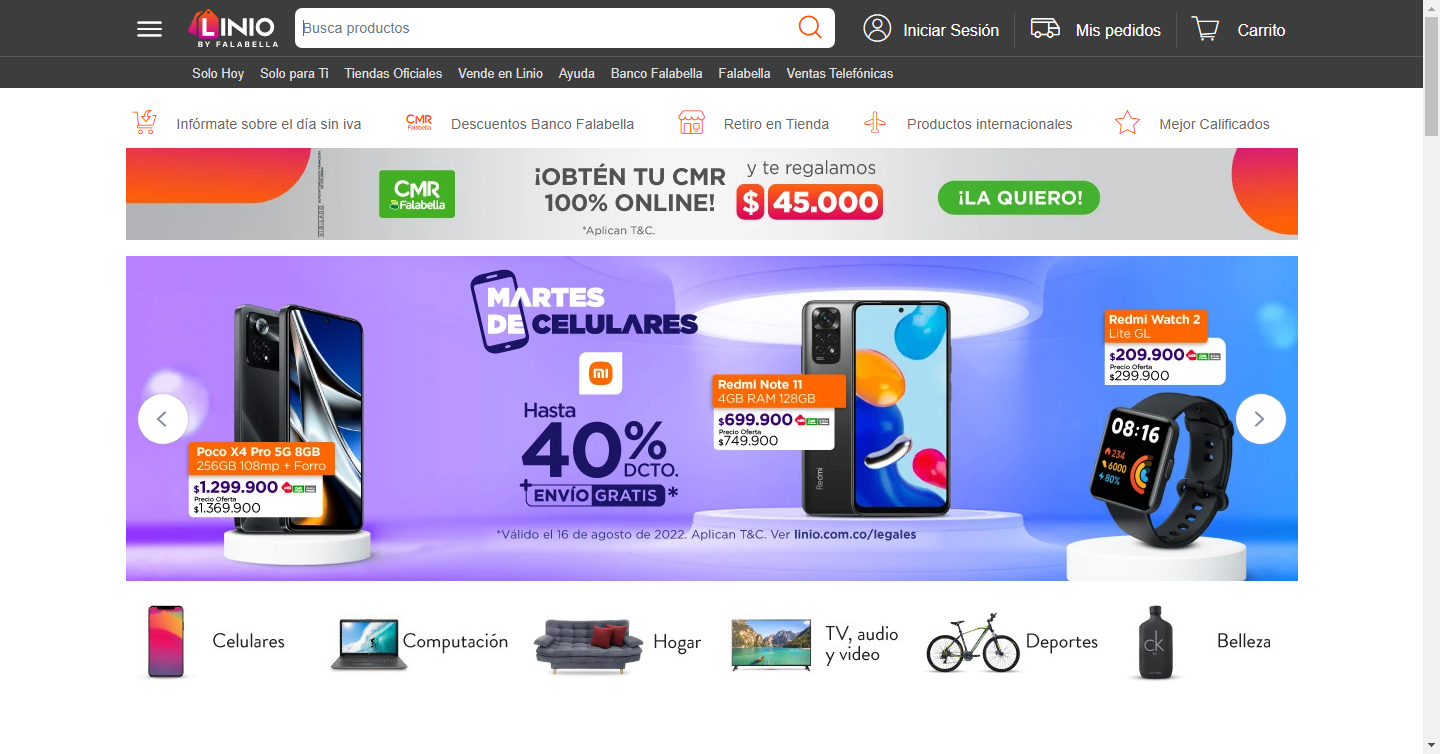 LINIO
BY FALABELLA
Busca productos
Iniciar Sesión
Mis pedidos
Carrito
Solo Hoy
Solo para Ti
Tiendas Oficiales
Vende en Linio
Ayuda
Banco Falabella
Falabella
Ventas Telefónicas
Infórmate sobre el día sin iva
CMR
Falabella
Descuentos Banco Falabella
Retiro en Tienda
Productos internacionales
Mejor Calificados
CMR
Falabella
¡OBTÉN TU CMR
100% ONLINE!
*Aplican T&C.
y te regalamos
$ 45.000
¡LA QUIERO!
MARTES
DE CELULARES
mi
Hasta
40%
DCTO.
+ ENVÍO GRATIS *
*Válido el 16 de agosto de 2022. Aplican T&C. Ver linio.com.co/legales
Poco X4 Pro 5G 8GB
256GB 108mp + Forro
$1.299.900
Precio Oferta
$1.369.900
Redmi Note 11
4GB RAM 128GB
$699.900
Precio Oferta
$749.900
Redmi
Redmi Watch 2
Lite GL
$209.900
Precio Oferta
$299.900
08:16
234
6000
80%
Celulares
Computación
Hogar
TV, audio
y video
Deportes
ck
Belleza